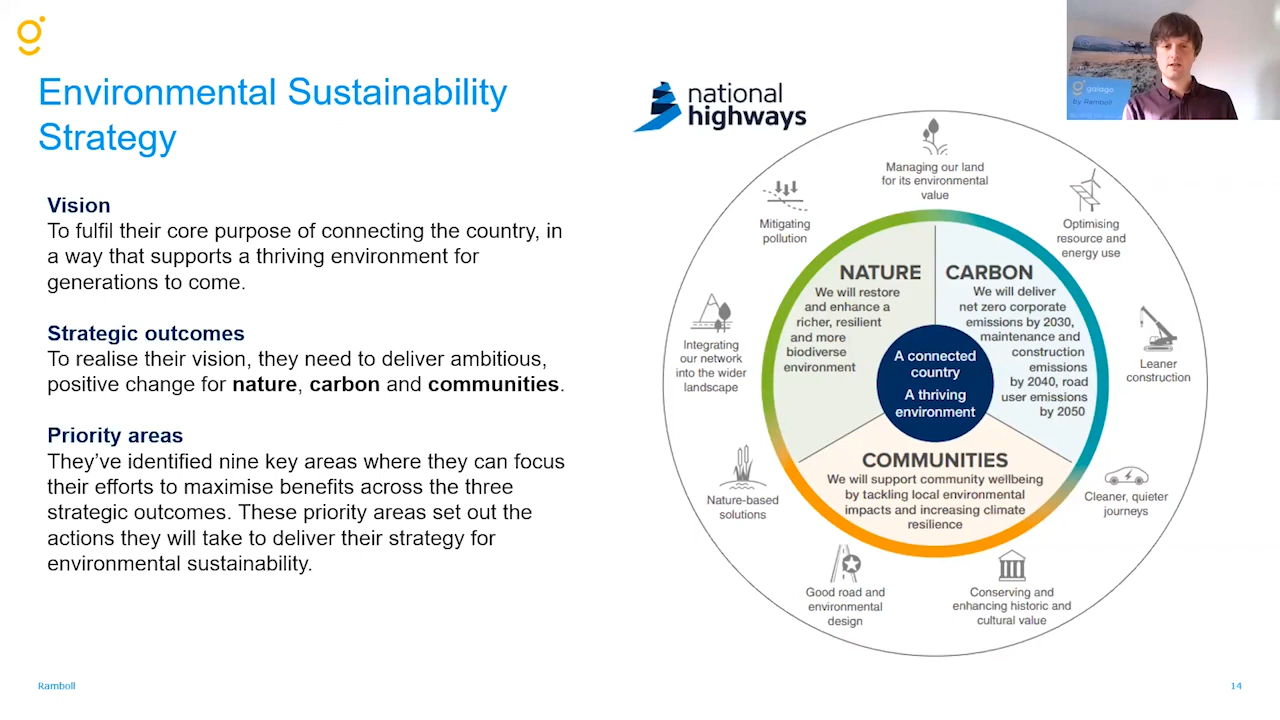 Environmental Sustainability
Strategy
Vision
To fulfil their core purpose of connecting the country, in
a way that supports a thriving environment for
generations to come.
Strategic outcomes
To realise their vision, they need to deliver ambitious,
positive change for nature, carbon and communities.
Priority areas
They’ve identified nine key areas where they can focus
their efforts to maximise benefits across the three
strategic outcomes. These priority areas set out the
actions they will take to deliver their strategy for
environmental sustainability.
national
highways
Managing our land
for its environmental
value
Optimising
resource and
energy use
Leaner
construction
Cleaner, quieter
journeys
Conserving and
enhancing historic and
cultural value
Good road and
environmental
design
Nature-based
solutions
Integrating
our network
into the wider
landscape
Mitigating
pollution
NATURE
We will restore
and enhance a
richer, resilient
and more
biodiverse
environment
CARBON
We will deliver
net zero corporate
emissions by 2030,
maintenance and
construction
emissions
by 2040, road
user emissions
by 2050
A connected
country
A thriving
environment
COMMUNITIES
We will support community wellbeing
by tackling local environmental
impacts and increasing climate
resilience
gaiago
by Ramboll
Ramboll
14